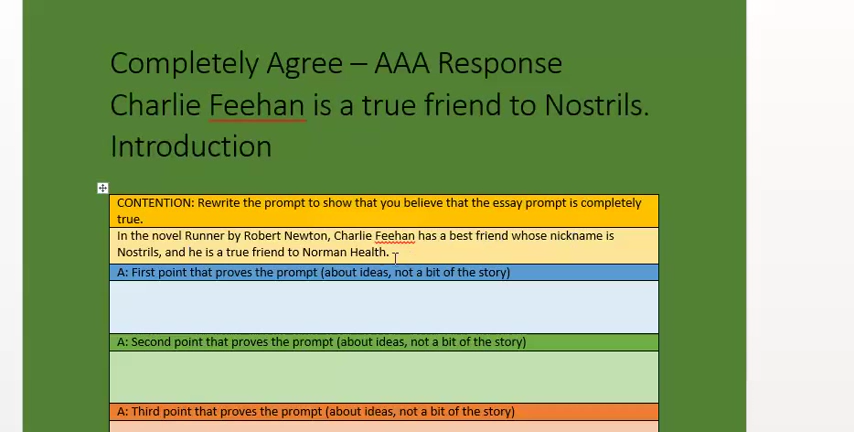 Completely Agree – AAA Response
Charlie Feehan is a true friend to Nostrils.
Introduction
CONTENTION: Rewrite the prompt to show that you believe that the essay prompt is completely
true.
In the novel Runner by Robert Newton, Charlie Feehan has a best friend whose nickname is
Nostrils, and he is a true friend to Norman Health.
A: First point that proves the prompt (about ideas, not a bit of the story)
A: Second point that proves the prompt (about ideas, not a bit of the story)
A: Third point that proves the prompt (about ideas, not a bit of the story)